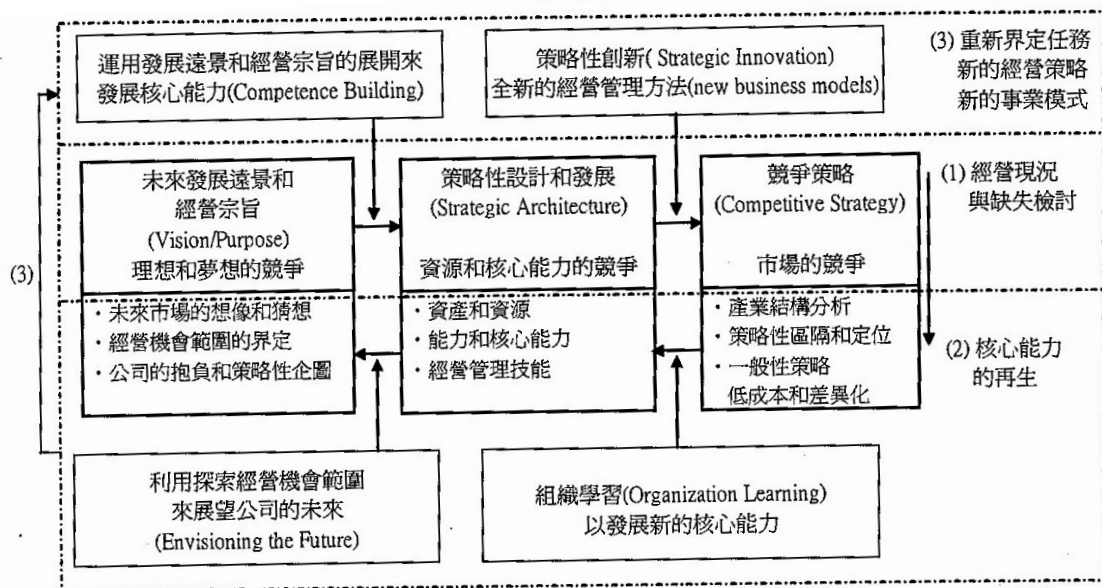 運用發展遠景和經營宗旨的展開來
發展核心能力(Competence Building)
策略性創新( Strategic Innovation)
全新的經營管理方法(new business models)
(3) 重新界定任務
新的經營策略
新的事業模式
未來發展遠景和
經營宗旨
(Vision/Purpose)
理想和夢想的競爭
策略性設計和發展
(Strategic Architecture)
資源和核心能力的競爭
競爭策略
(Competitive Strategy)
市場的競爭
(1) 經營現況
與缺失檢討
(3)
・未來市場的想像和猜想
・經營機會範圍的界定
・公司的抱負和策略性企圖
・資產和資源
・能力和核心能力
・經營管理技能
・產業結構分析
・策略性區隔和定位
・一般性策略
低成本和差異化
(2) 核心能力
的再生
利用探索經營機會範圍
來展望公司的未來
(Envisioning the Future)
組織學習(Organization Learning)
以發展新的核心能力